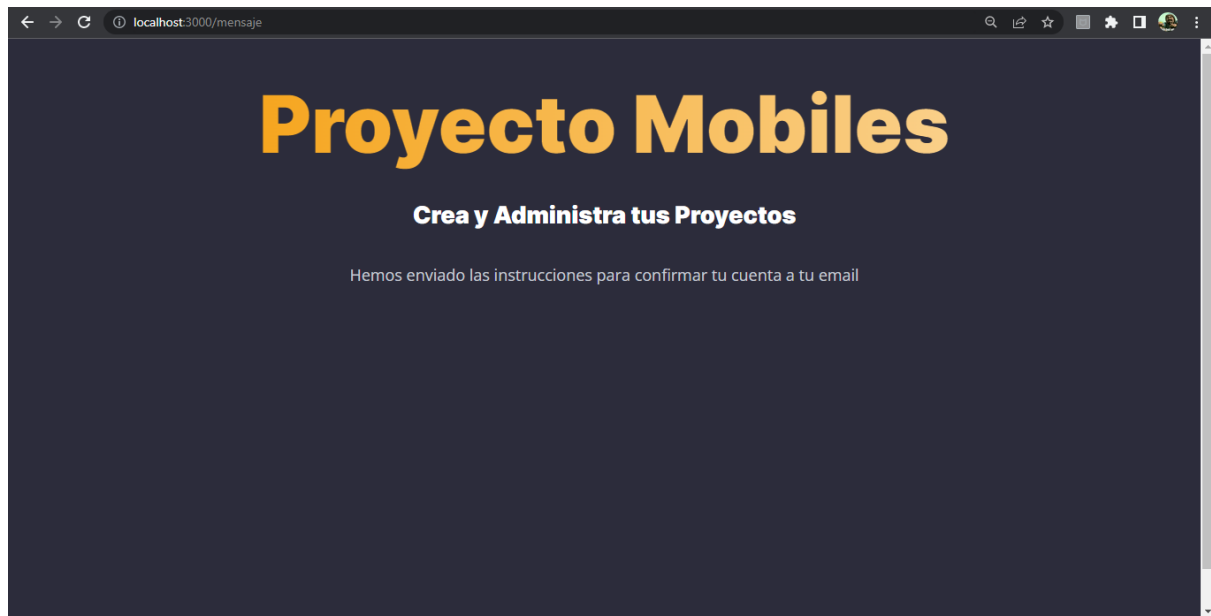 localhost:3000/mensaje
Proyecto Mobiles
Crea y Administra tus Proyectos
Hemos enviado las instrucciones para confirmar tu cuenta a tu email